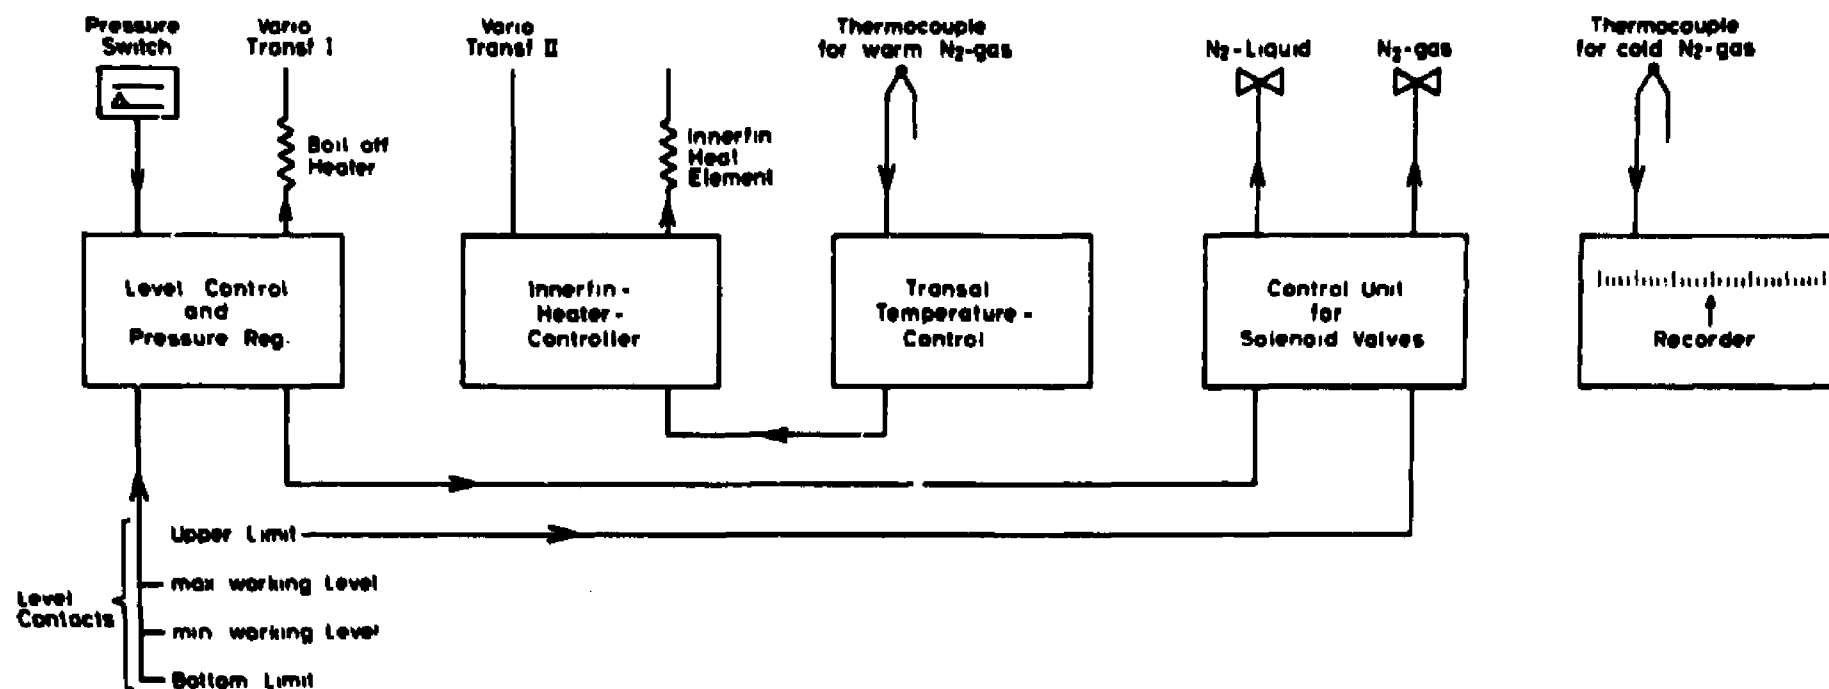 Pressure
Switch
Vario
Transf I
Vario
Transf II
Thermocouple
for warm N₂-gas
N₂-Liquid
N₂-gas
Thermocouple
for cold N₂-gas
Boil off
Heater
Innerfin
Heat
Element
Level Control
and
Pressure Reg.
Innerfin -
Heater -
Controller
Transal
Temperature -
Control
Control Unit
for
Solenoid Valves
Recorder
Level
Contacts
Upper Limit
max working Level
min working Level
Bottom Limit